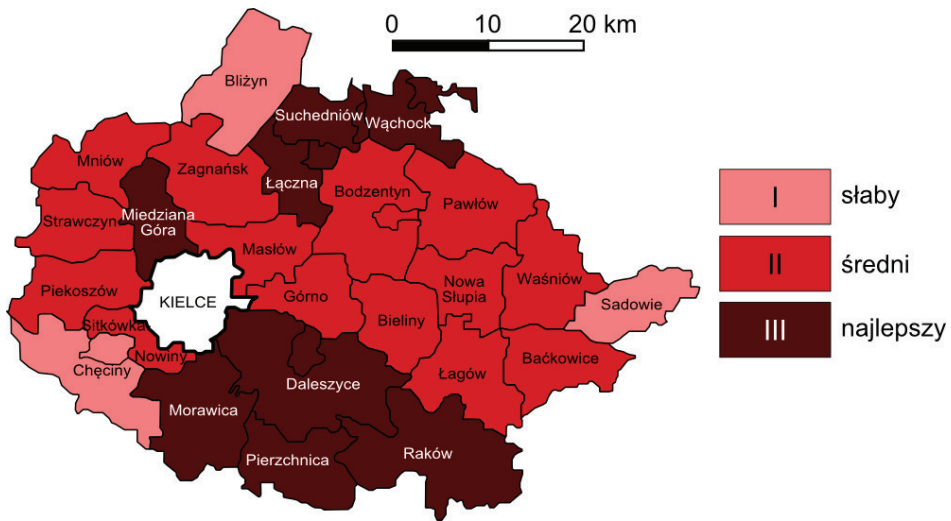 0 10 20 km
Bliżyn
Suchedniów
Wąchock
Mniów
Zagnańsk
Łączna
Bodzentyn
Pawłów
Strawczyn
Miedziana
Góra
Masłów
Nowa
Słupia
Waśniów
Piekoszów
KIELCE
Górno
Bieliny
Sadowie
Sitkówka
Nowiny
Chęciny
Łagów
Baćkowice
Daleszyce
Morawica
Pierzchnica
Raków
I słaby
II średni
III najlepszy